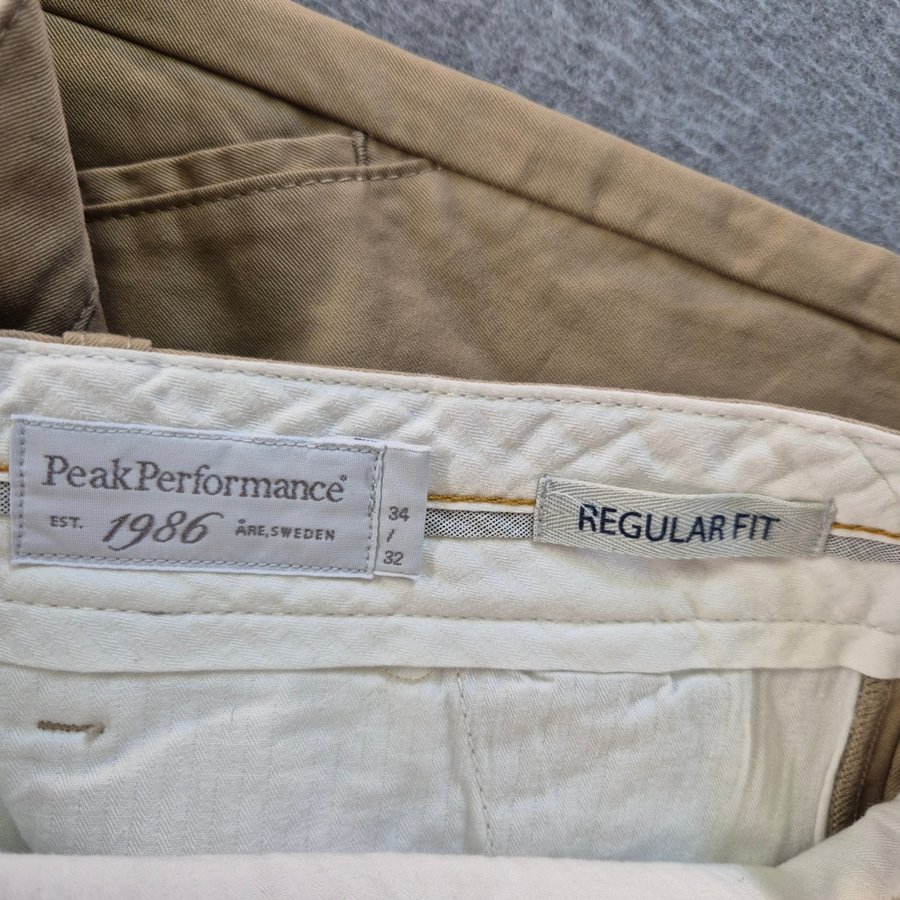 PeakPerformance®
EST. 1986 ÅRE, SWEDEN
34
/
32
REGULAR FIT